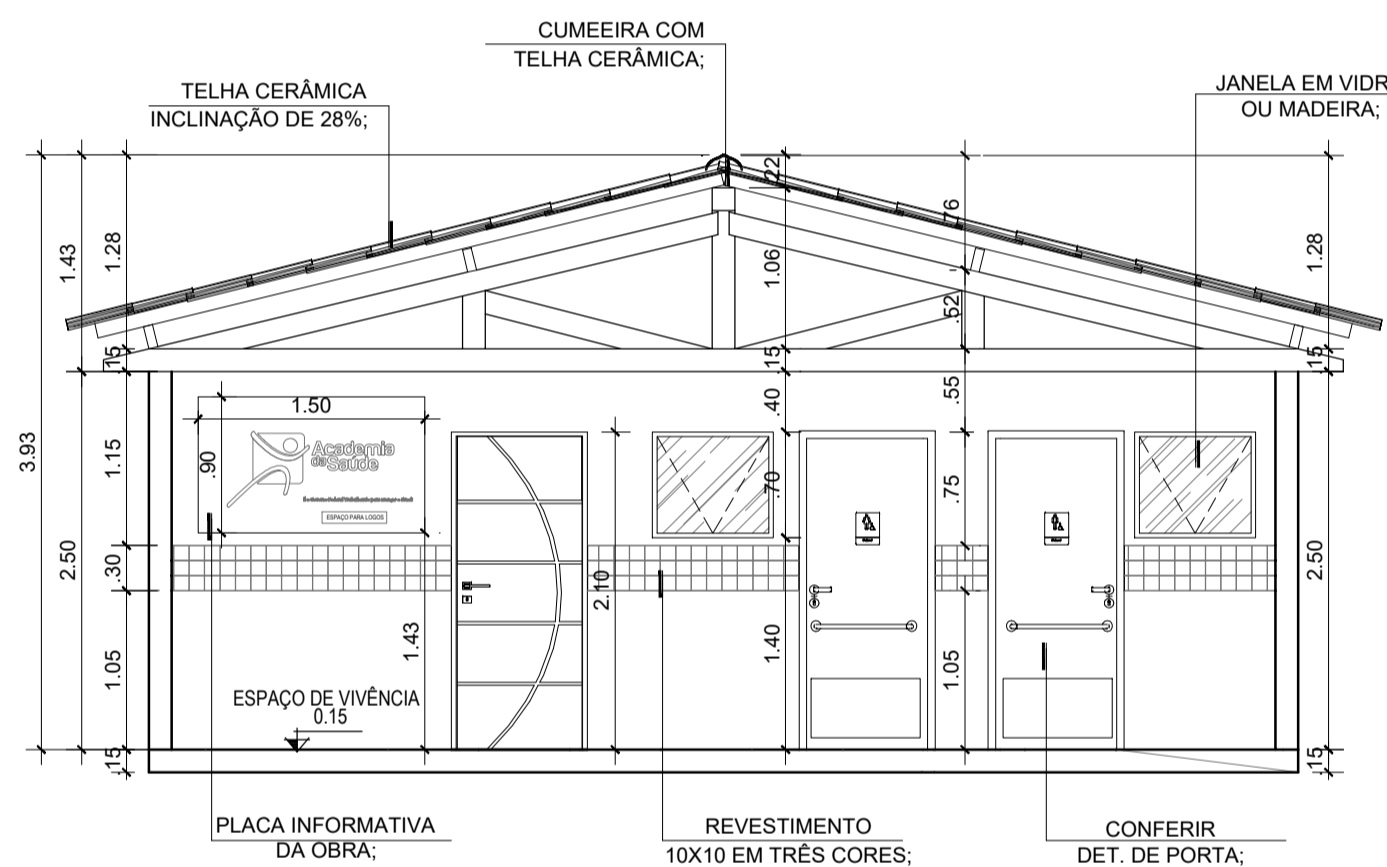 CUMEEIRA COM
TELHA CERÂMICA;
TELHA CERÂMICA
INCLINAÇÃO DE 28%;
JANELA EM VIDR
OU MADEIRA;
3.93
1.43
2.50
1.28
.15
1.15
.30
1.05
.15
1.50
.90
Academia
da Saúde
ESPAÇO PARA LOGOS
1.43
ESPAÇO DE VIVÊNCIA
0.15
2.10
.22
1.06
.15
.40
.70
1.40
.76
.52
.55
.75
1.05
1.28
.15
2.50
.15
PLACA INFORMATIVA
DA OBRA;
REVESTIMENTO
10X10 EM TRÊS CORES;
CONFERIR
DET. DE PORTA;